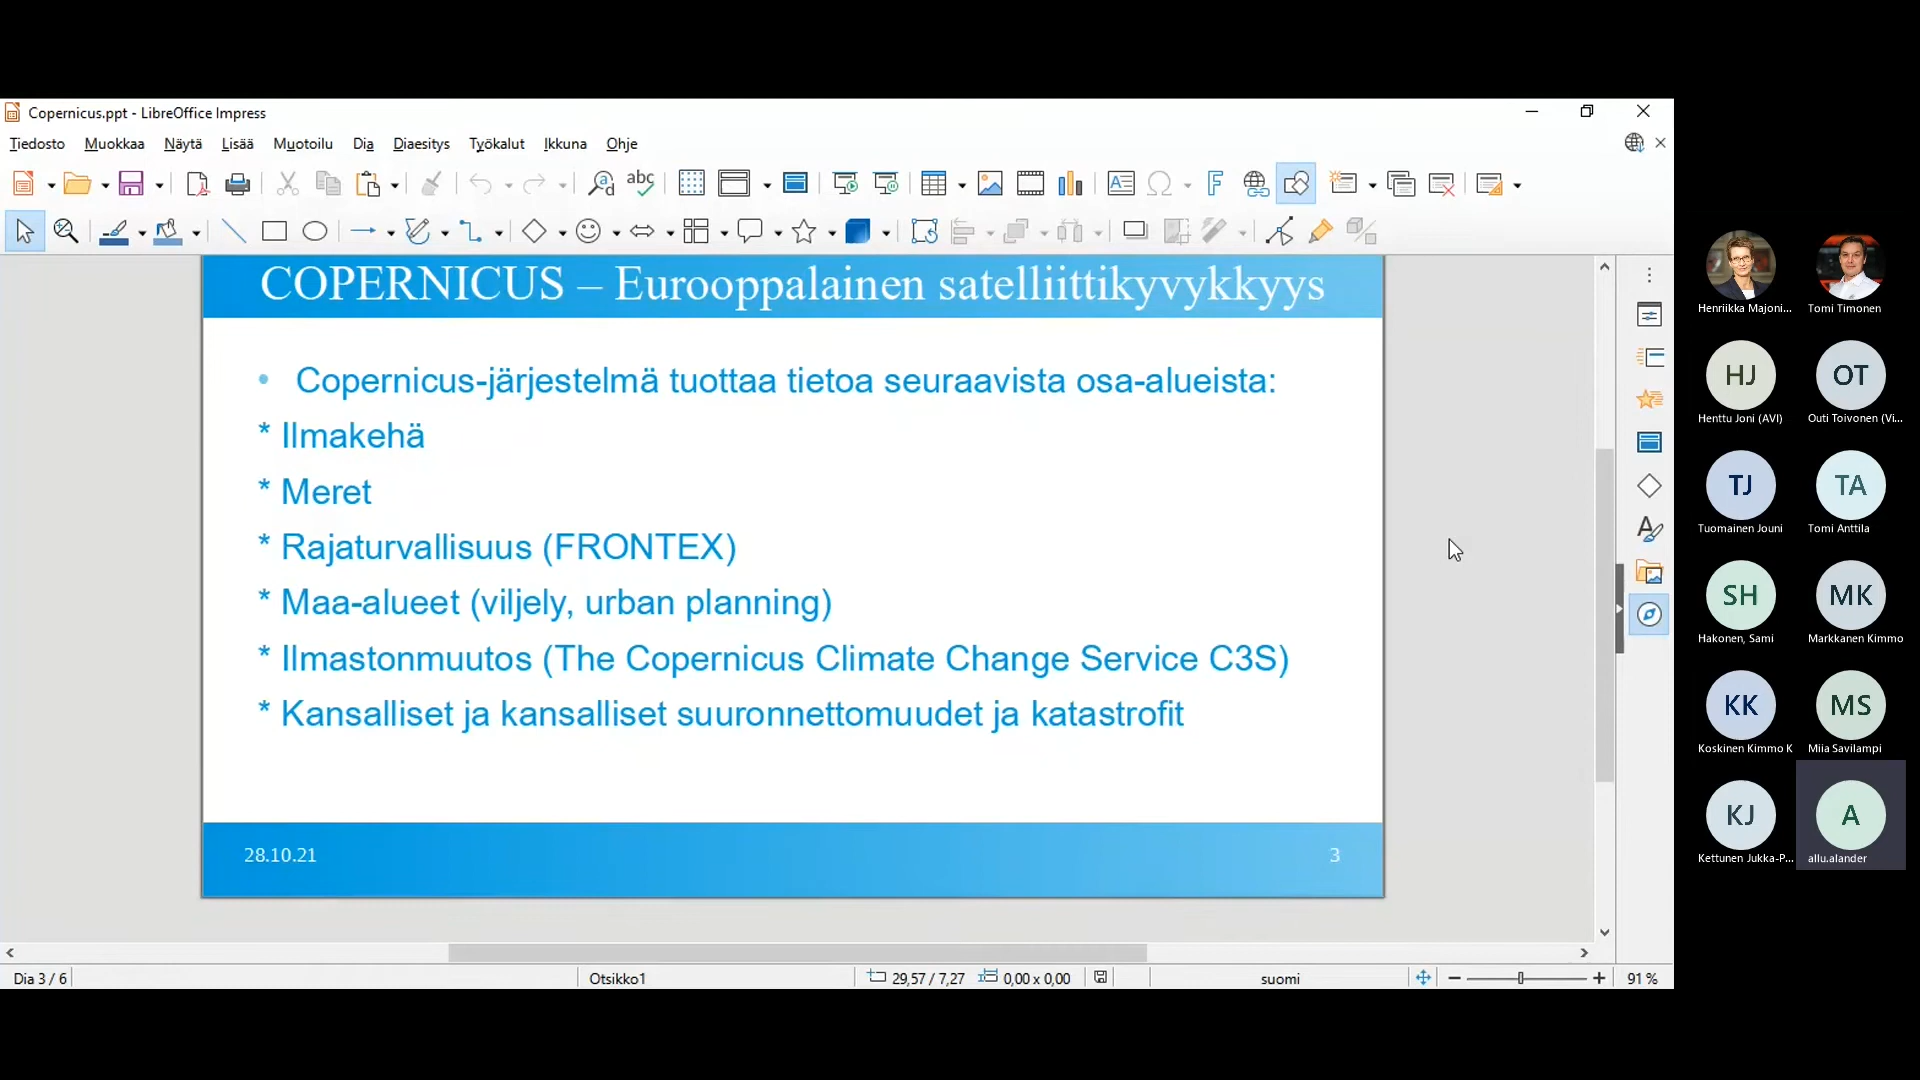 Copernicus.ppt - LibreOffice Impress
Tiedosto Muokkaa Näytä Lisää Muotoilu Dia Diaesitys Työkalut Ikkuna Ohje
COPERNICUS – Eurooppalainen satelliittikyvykkyys
• Copernicus-järjestelmä tuottaa tietoa seuraavista osa-alueista:
* Ilmakehä
* Meret
* Rajaturvallisuus (FRONTEX)
* Maa-alueet (viljely, urban planning)
* Ilmastonmuutos (The Copernicus Climate Change Service C3S)
* Kansalliset ja kansalliset suuronnettomuudet ja katastrofit
28.10.21 3
Dia 3 / 6 Otsikko1 29,57 / 7,27 0,00 x 0,00 suomi 91 %
Henriikka Majoni... Tomi Timonen
HJ OT
Henttu Joni (AVI) Outi Toivonen (Vi...
TJ TA
Tuomainen Jouni Tomi Anttila
SH MK
Hakonen, Sami Markkanen Kimmo
KK MS
Koskinen Kimmo K Miia Savilampi
KJ A
Kettunen Jukka-P... allu.alander